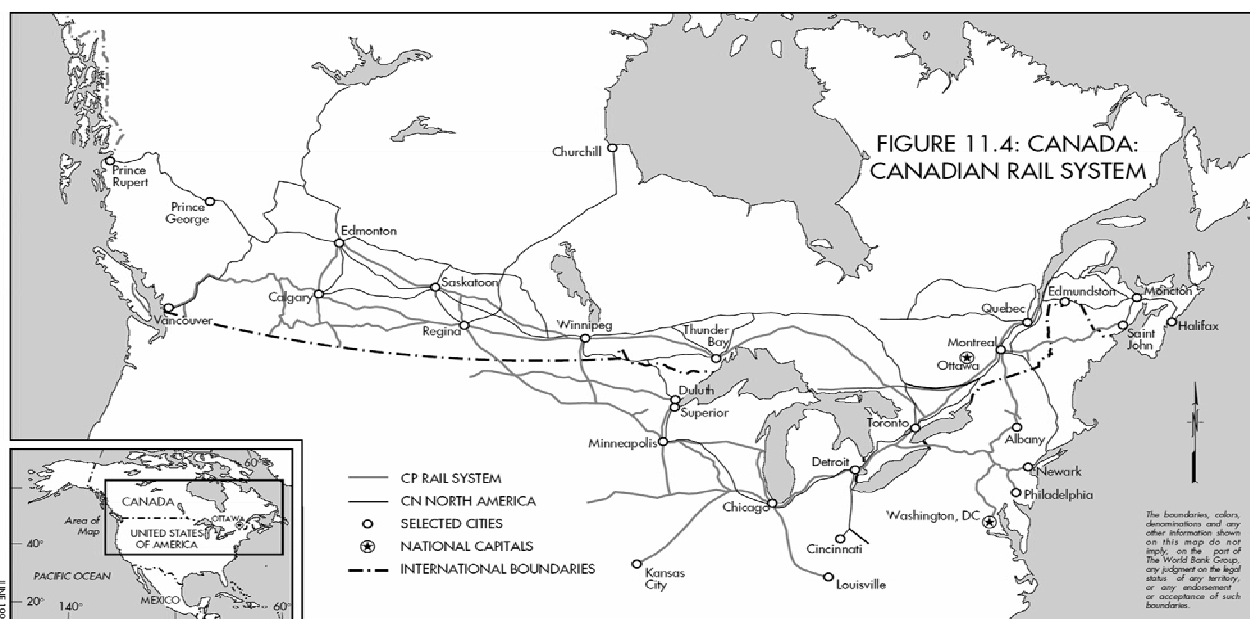 FIGURE 11.4: CANADA:
CANADIAN RAIL SYSTEM
Churchill
Prince
Rupert
Prince
George
Edmonton
Saskatoon
Calgary
Regina
Vancouver
Winnipeg
Thunder
Bay
Quebec
Edmundston
Moncton
Montreal
Ottawa
Saint
John
Halifax
Duluth
Superior
Toronto
Minneapolis
Albany
Detroit
Newark
Philadelphia
Chicago
Washington, DC
Cincinnati
Kansas
City
Louisville
CP RAIL SYSTEM
CN NORTH AMERICA
SELECTED CITIES
NATIONAL CAPITALS
INTERNATIONAL BOUNDARIES
60°
CANADA
OTTAWA
Area of
Map
UNITED STATES
OF AMERICA
40°
PACIFIC OCEAN
MEXICO
20°
140°
60°
The boundaries, colors,
denominations and any
other information shown
on this map do not
imply, on the part of
The World Bank Group,
any judgment on the legal
status of any territory,
or any endorsement
or acceptance of such
boundaries.